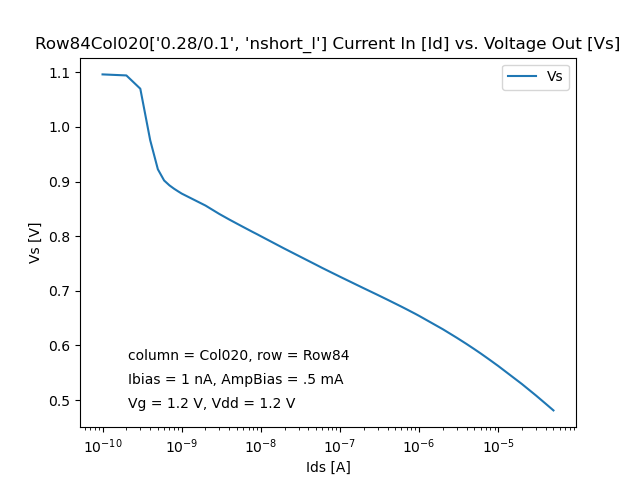 Row84Col020['0.28/0.1', 'nshort_l'] Current In [Id] vs. Voltage Out [Vs]
Vs
1.1
1.0
0.9
0.8
0.7
0.6
0.5
Vs [V]
column = Col020, row = Row84
Ibias = 1 nA, AmpBias = .5 mA
Vg = 1.2 V, Vdd = 1.2 V
10⁻¹⁰ 10⁻⁹ 10⁻⁸ 10⁻⁷ 10⁻⁶ 10⁻⁵
Ids [A]